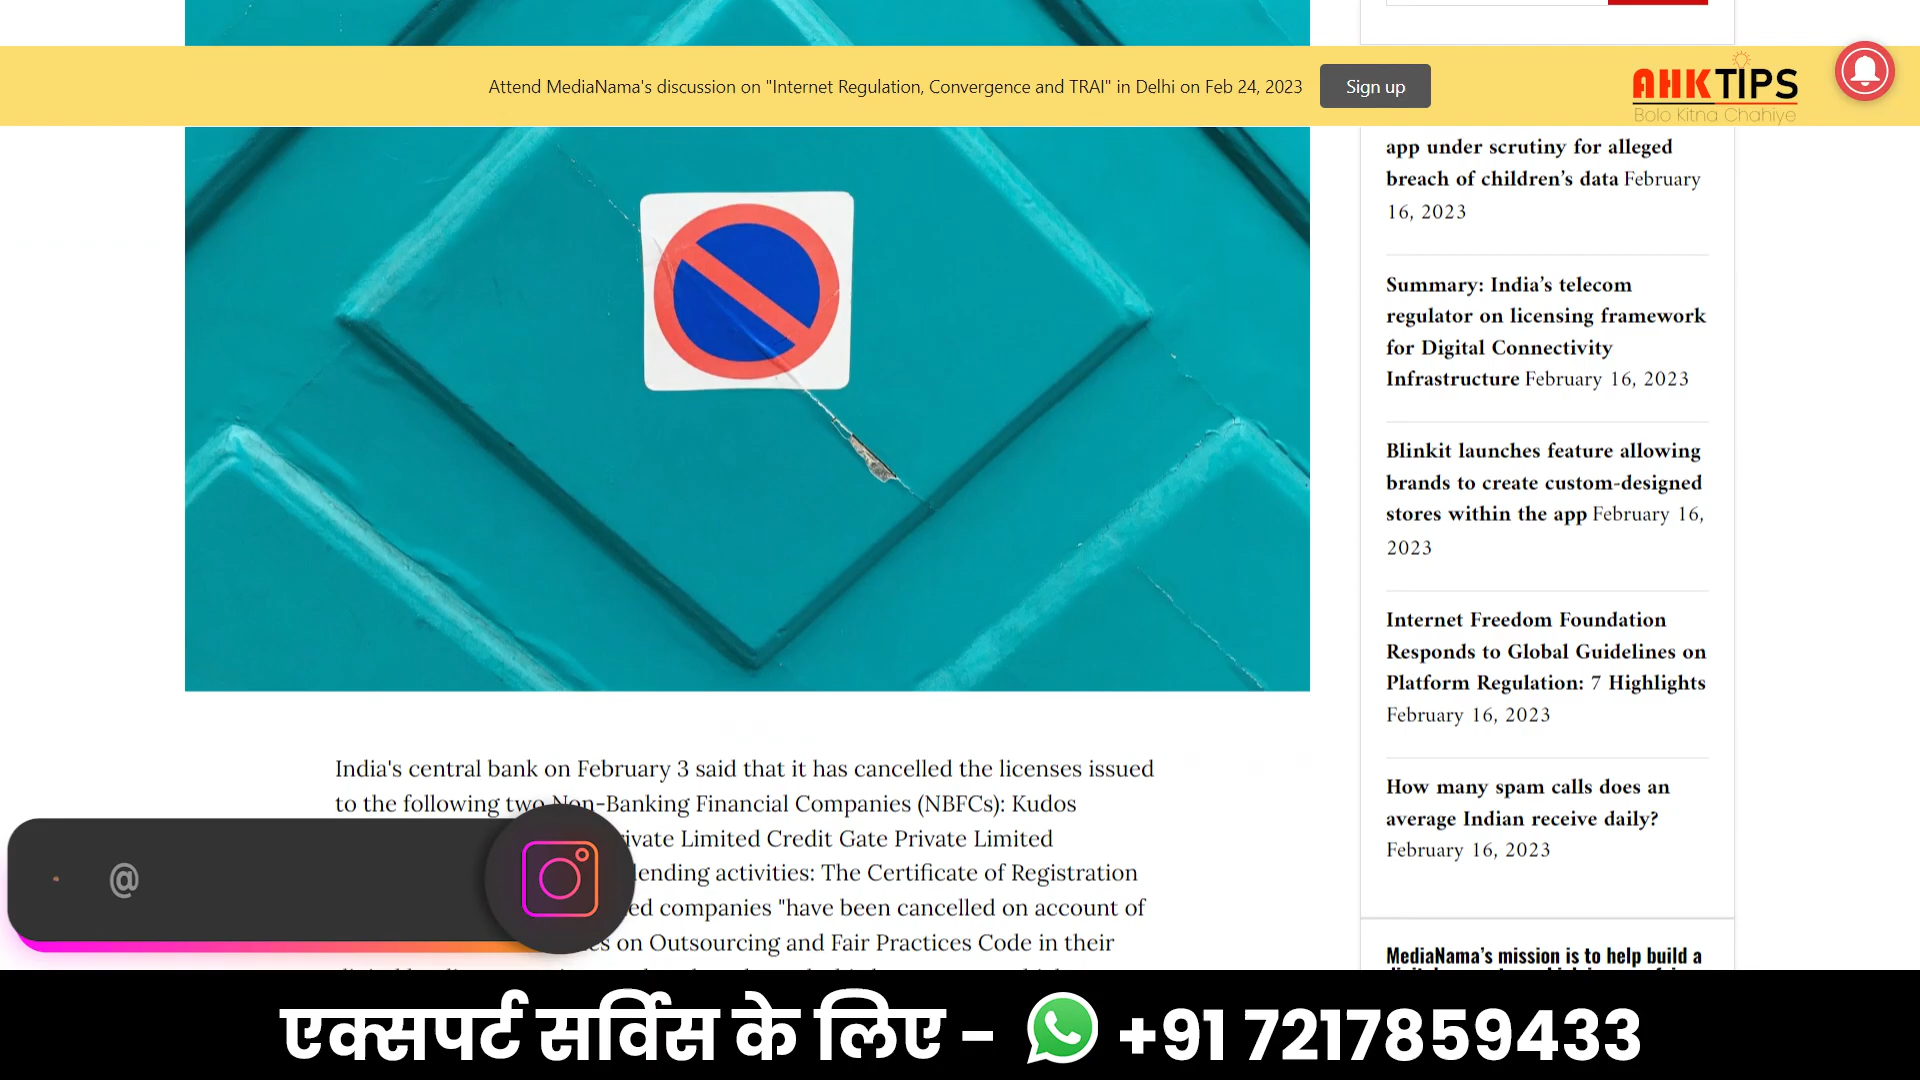 Attend MediaNama's discussion on "Internet Regulation, Convergence and TRAI" in Delhi on Feb 24, 2023
Sign up
AHKTIPS
Bolo Kitna Chahiye
app under scrutiny for alleged
breach of children’s data February
16, 2023
Summary: India’s telecom
regulator on licensing framework
for Digital Connectivity
Infrastructure February 16, 2023
Blinkit launches feature allowing
brands to create custom-designed
stores within the app February 16,
2023
Internet Freedom Foundation
Responds to Global Guidelines on
Platform Regulation: 7 Highlights
February 16, 2023
How many spam calls does an
average Indian receive daily?
February 16, 2023
MediaNama’s mission is to help build a
India's central bank on February 3 said that it has cancelled the licenses issued
to the following two Non-Banking Financial Companies (NBFCs): Kudos
Limited Credit Gate Private Limited
lending activities: The Certificate of Registration
companies "have been cancelled on account of
on Outsourcing and Fair Practices Code in their
@
एक्सपर्ट सर्विस के लिए - +91 7217859433